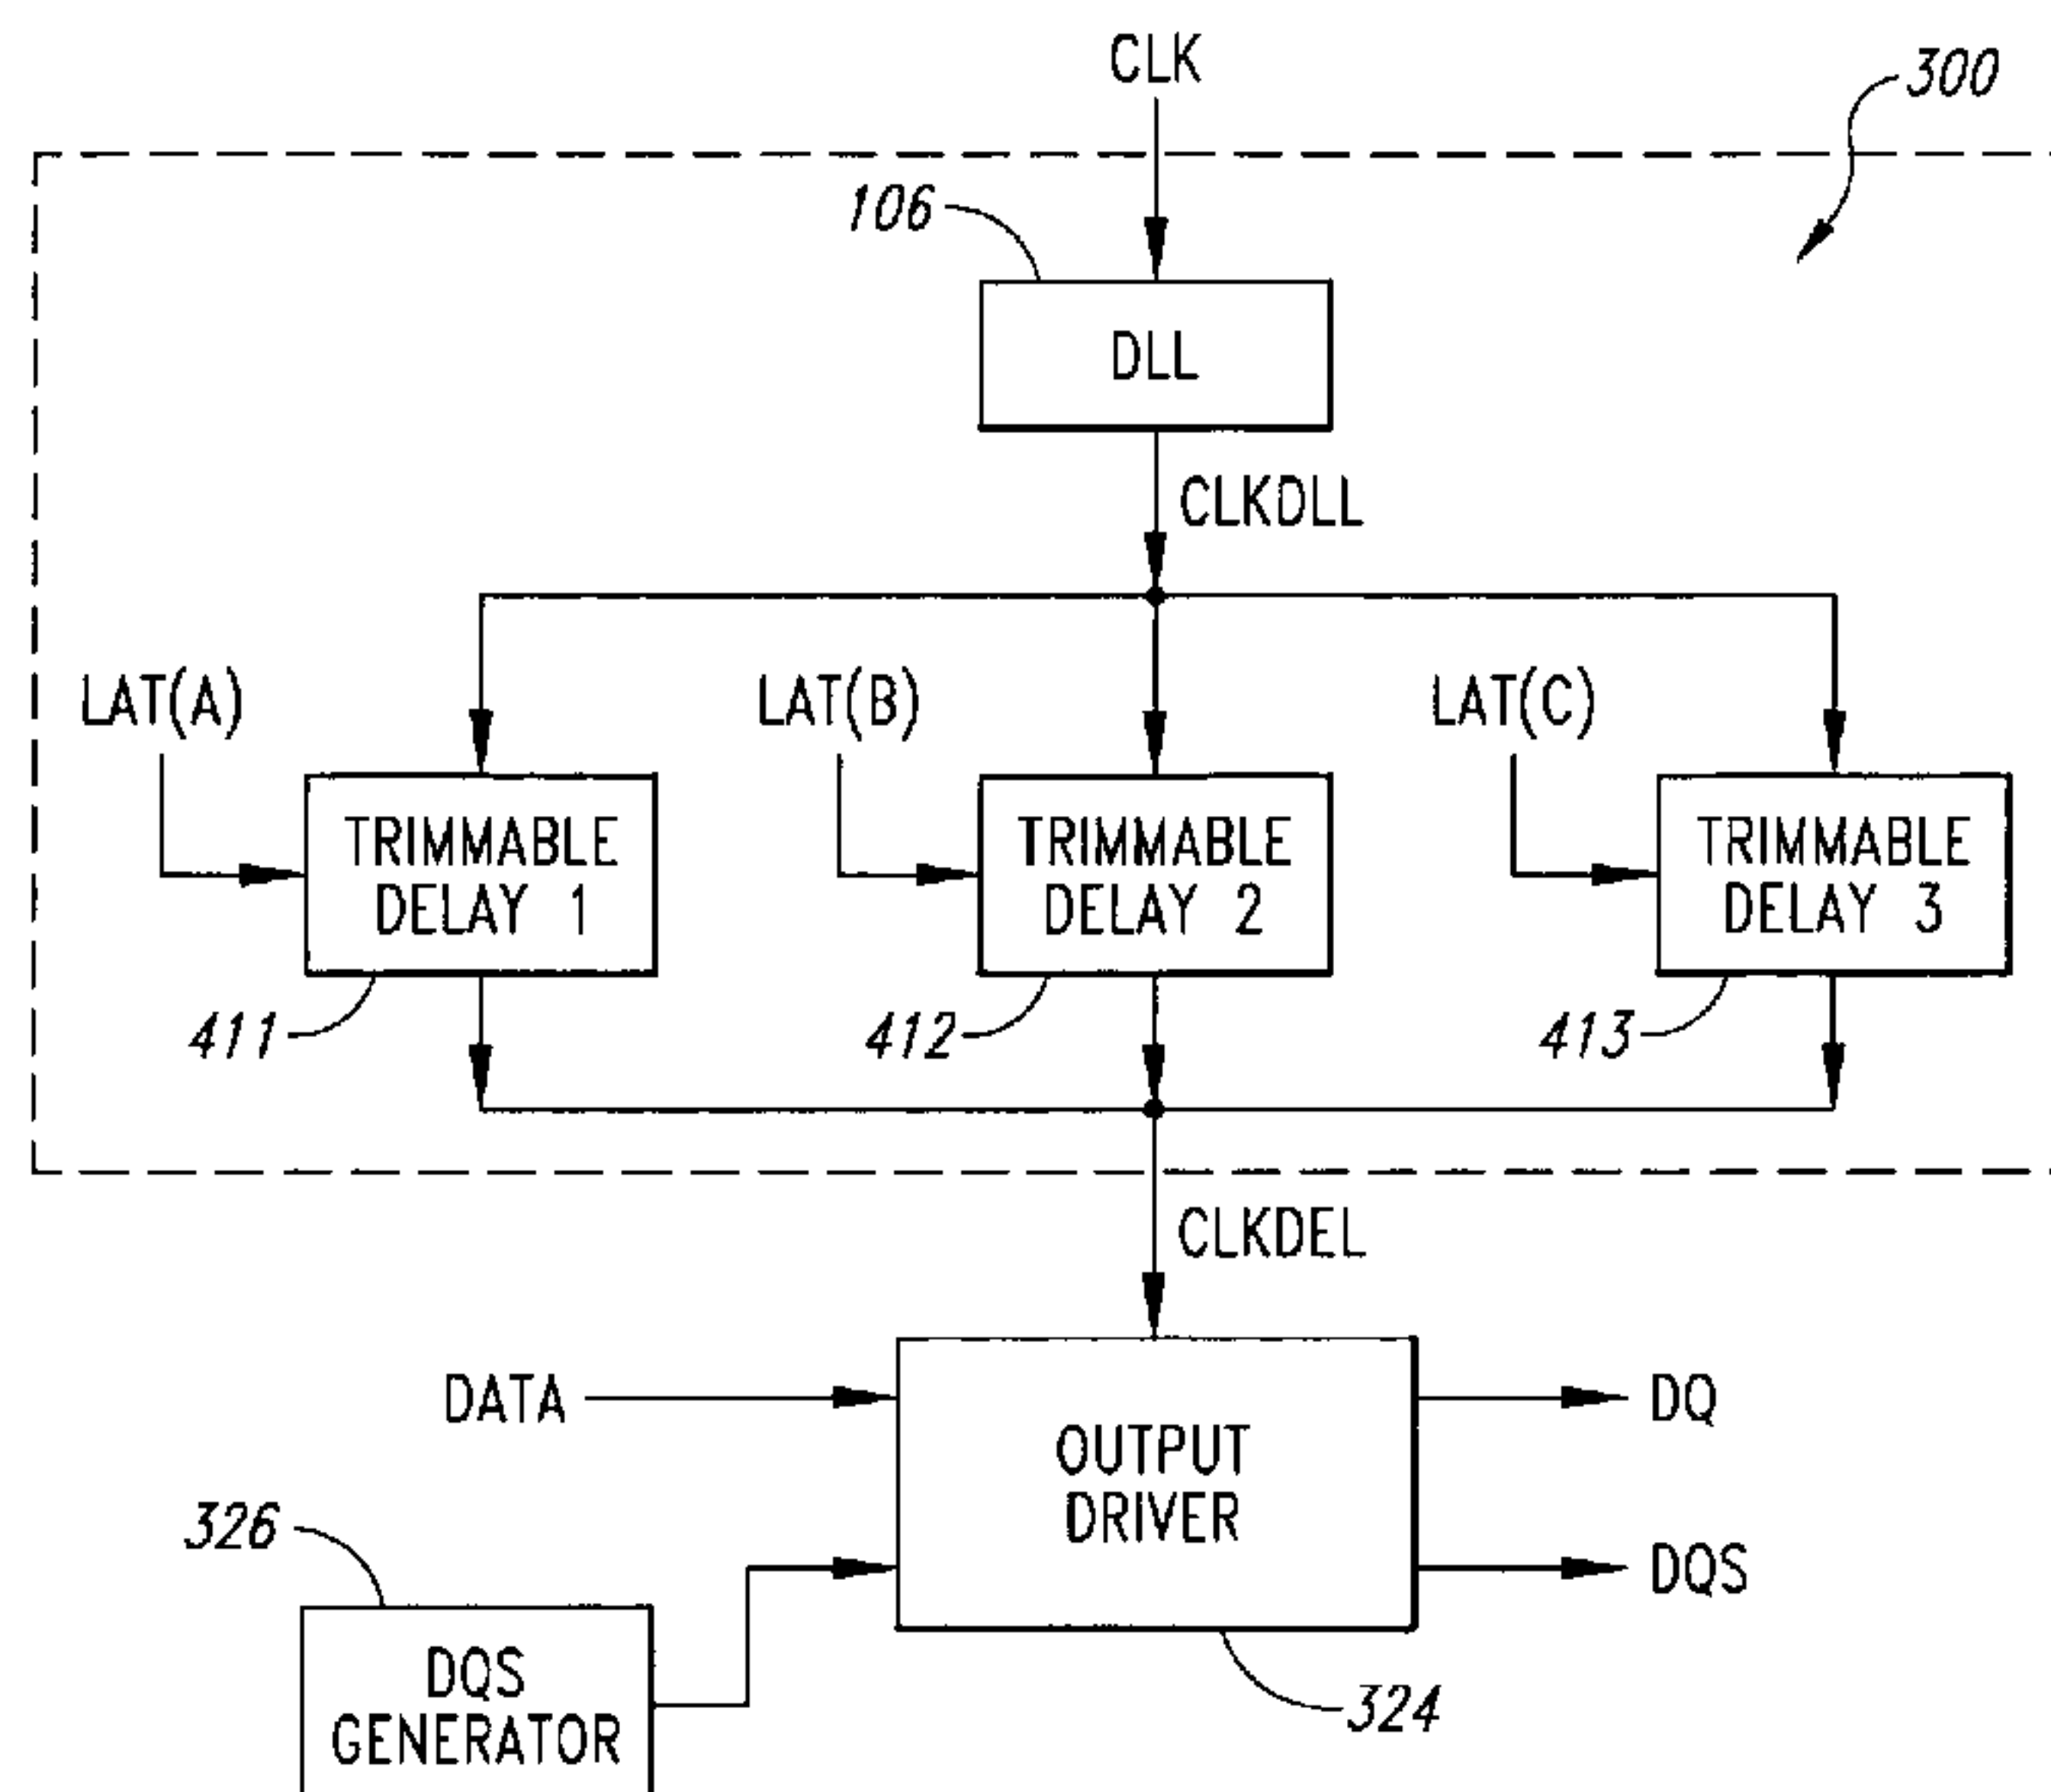 CLK
300
106
DLL
CLKDLL
LAT(A)
LAT(B)
LAT(C)
TRIMMABLE
DELAY 1
TRIMMABLE
DELAY 2
TRIMMABLE
DELAY 3
411
412
413
CLKDEL
DATA
OUTPUT
DRIVER
DQ
DQS
326
DQS
GENERATOR
324